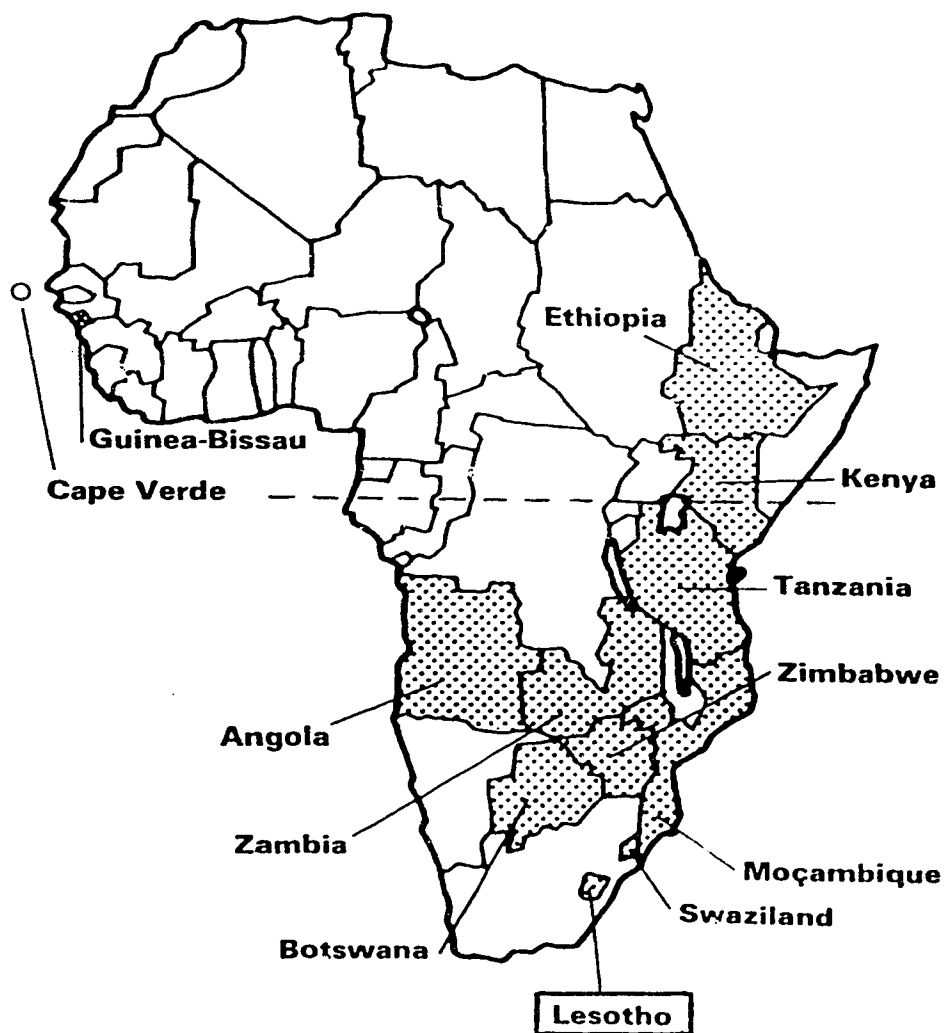 Ethiopia
Guinea-Bissau
Kenya
Cape Verde
Tanzania
Zimbabwe
Angola
Zambia
Moçambique
Swaziland
Botswana
Lesotho